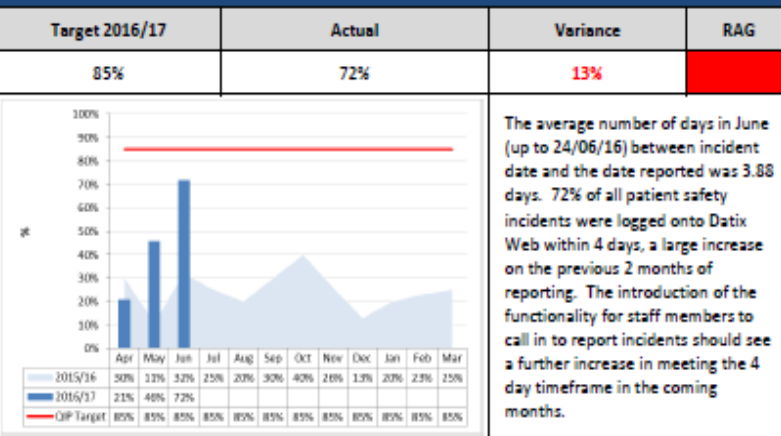 Target 2016/17 Actual Variance RAG
85% 72% 13%
100%
90%
80%
70%
60%
50%
40%
30%
20%
10%
0%
%
Apr May Jun Jul Aug Sep Oct Nov Dec Jan Feb Mar
2015/16 30% 11% 32% 25% 20% 30% 40% 26% 13% 20% 23% 25%
2016/17 21% 46% 72%
QIP Target 85% 85% 85% 85% 85% 85% 85% 85% 85% 85% 85% 85%
The average number of days in June
(up to 24/06/16) between incident
date and the date reported was 3.88
days. 72% of all patient safety
incidents were logged onto Datix
Web within 4 days, a large increase
on the previous 2 months of
reporting. The introduction of the
functionality for staff members to
call in to report incidents should see
a further increase in meeting the 4
day timeframe in the coming
months.